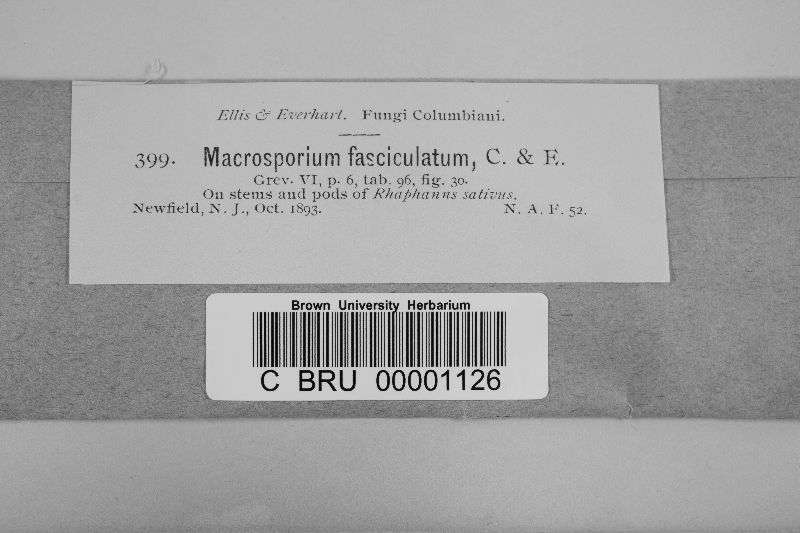 Ellis & Everhart. Fungi Columbiani.
399. Macrosporium fasciculatum, C. & E.
Grev. VI, p. 6, tab. 96, fig. 30.
On stems and pods of Rhaphanus sativus.
Newfield, N. J., Oct. 1893. N. A. F. 52.
Brown University Herbarium
C BRU 00001126